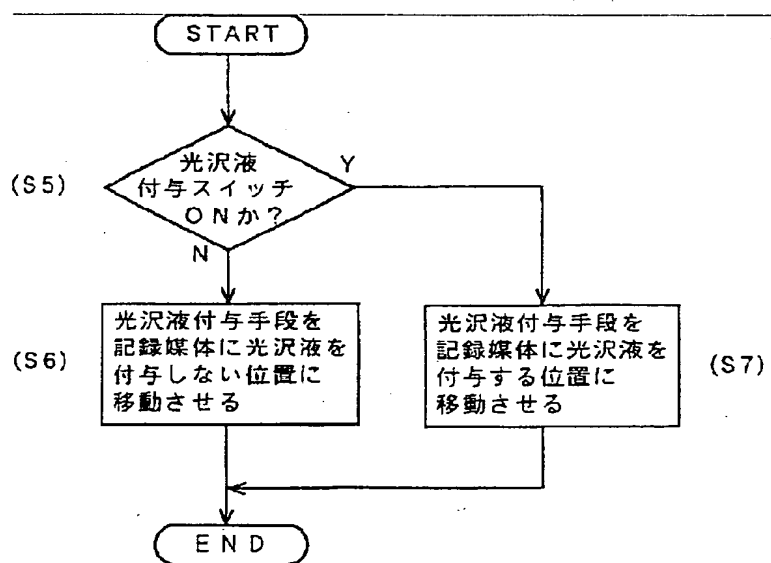 START
(S5)
光沢液
付与スイッチ
ONか？
Y
N
(S6)
光沢液付与手段を
記録媒体に光沢液を
付与しない位置に
移動させる
光沢液付与手段を
記録媒体に光沢液を
付与する位置に
移動させる
(S7)
END